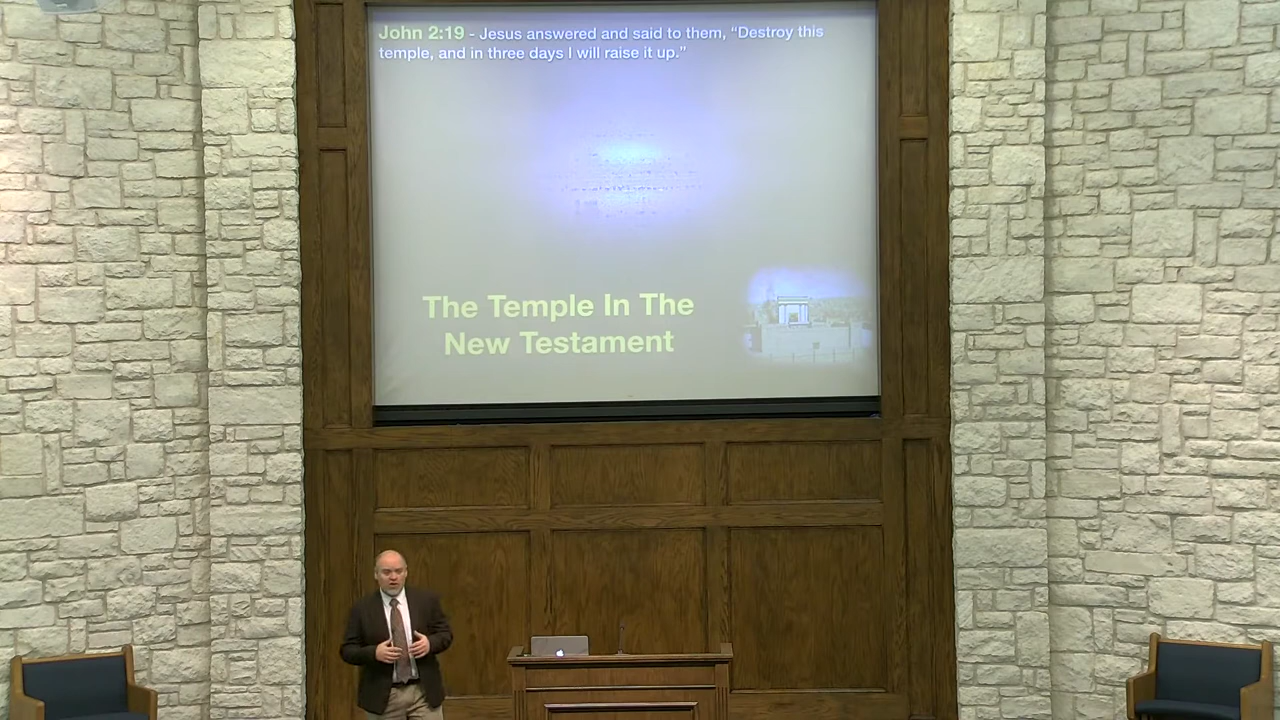 John 2:19 - Jesus answered and said to them, “Destroy this
temple, and in three days I will raise it up.”
The Temple In The
New Testament